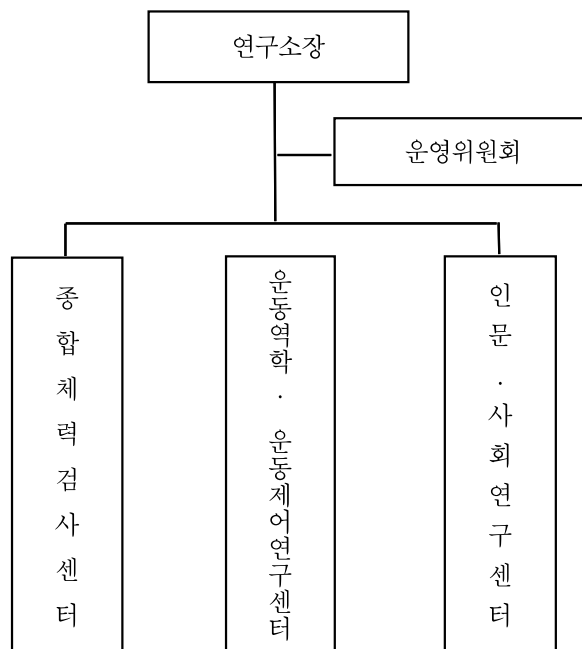 연구소장
운영위원회
종합체력검사센터
운동역학 · 운동제어연구센터
인문 · 사회연구센터